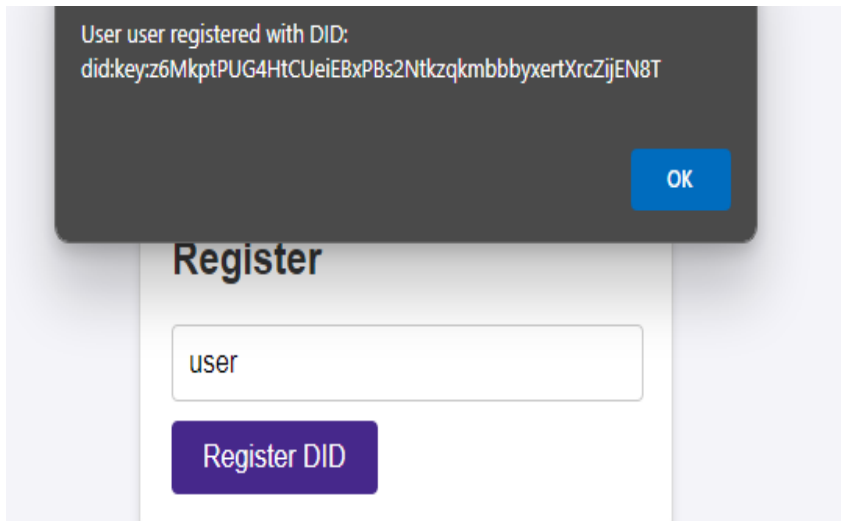 User user registered with DID:
did:key:z6MkptPUG4HtCUeiEBxPBs2NtkzqkmbbbyxertXrcZijEN8T
OK
Register
user
Register DID